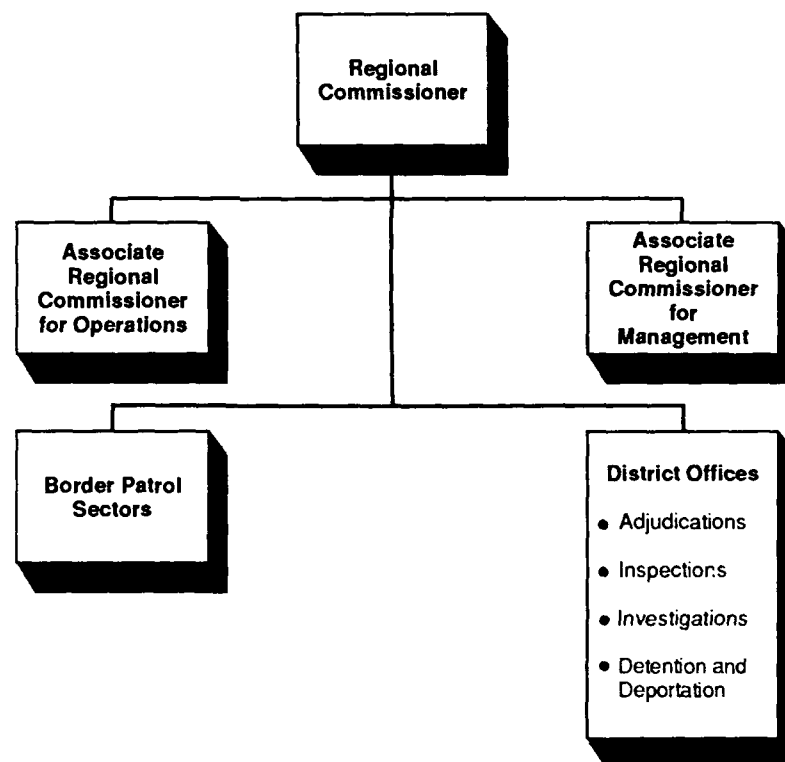 Regional
Commissioner
Associate
Regional
Commissioner
for Operations
Associate
Regional
Commissioner
for
Management
Border Patrol
Sectors
District Offices
• Adjudications
• Inspections
• Investigations
• Detention and
Deportation